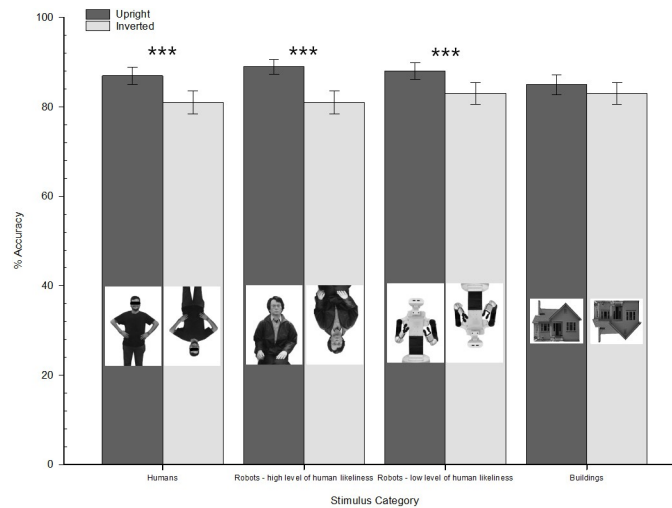 Upright
Inverted
*** *** ***
100
80
60
40
20
0
% Accuracy
Humans Robots - high level of human likeliness Robots - low level of human likeliness Buildings
Stimulus Category